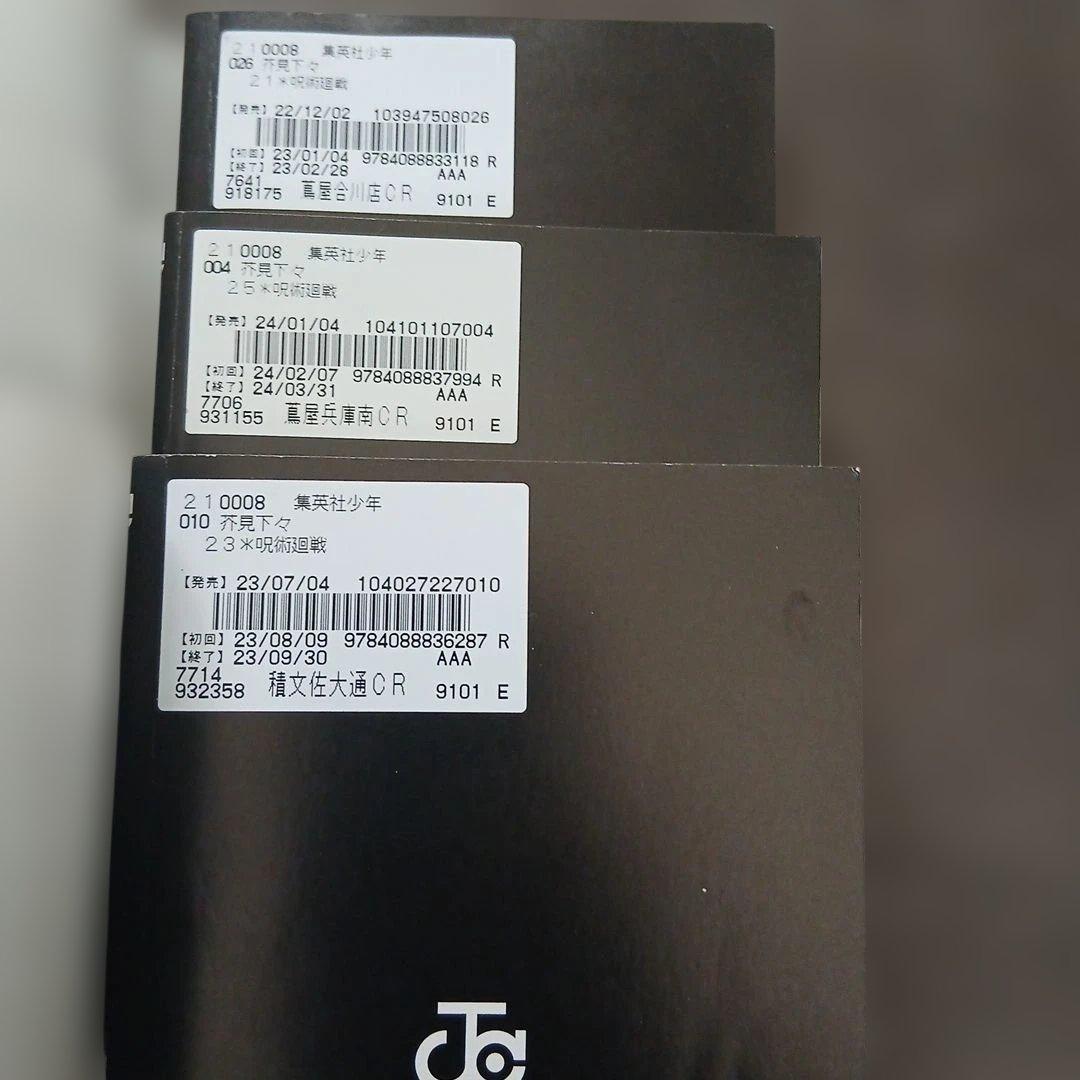 ２１0008 集英社少年
026 芥見下々
２１＊呪術廻戦
【発売】22/12/02 103947508026
【初回】23/01/04 9784088833118 R
【終了】23/02/28 AAA
7641
918175 蔦屋合川店ＣＲ 9101 E
２１0008 集英社少年
004 芥見下々
２５＊呪術廻戦
【発売】24/01/04 104101107004
【初回】24/02/07 9784088837994 R
【終了】24/03/31 AAA
7706
931155 蔦屋兵庫南ＣＲ 9101 E
２１0008 集英社少年
010 芥見下々
２３＊呪術廻戦
【発売】23/07/04 104027227010
【初回】23/08/09 9784088836287 R
【終了】23/09/30 AAA
7714
932358 積文佐大通ＣＲ 9101 E
JC